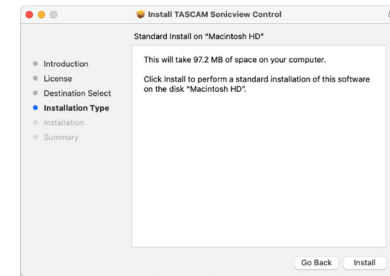 Install TASCAM Sonicview Control
Standard Install on “Macintosh HD”
Introduction
License
Destination Select
Installation Type
Installation
Summary
This will take 97.2 MB of space on your computer.
Click Install to perform a standard installation of this software
on the disk “Macintosh HD”.
Go Back
Install